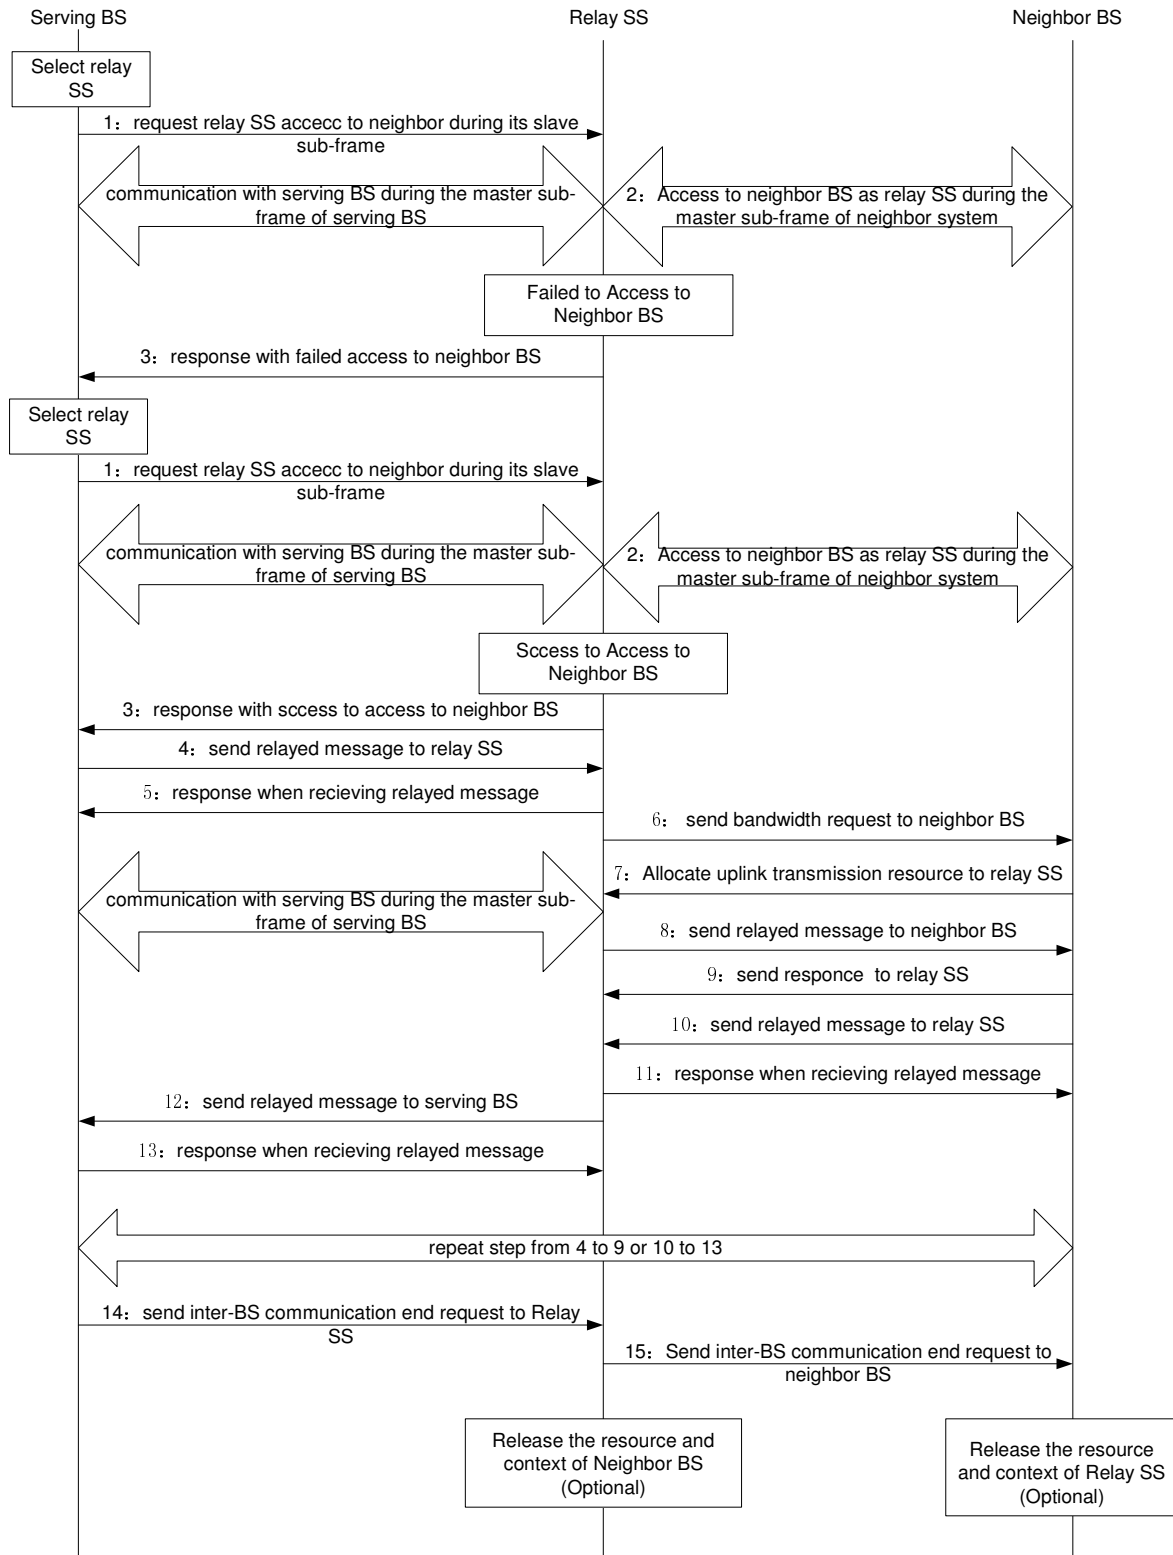 Serving BS
Relay SS
Neighbor BS
Select relay
SS
1：request relay SS accecc to neighbor during its slave
sub-frame
communication with serving BS during the master sub-
frame of serving BS
2：Access to neighbor BS as relay SS during the
master sub-frame of neighbor system
Failed to Access to
Neighbor BS
3：response with failed access to neighbor BS
Select relay
SS
1：request relay SS accecc to neighbor during its slave
sub-frame
communication with serving BS during the master sub-
frame of serving BS
2：Access to neighbor BS as relay SS during the
master sub-frame of neighbor system
Sccess to Access to
Neighbor BS
3：response with sccess to access to neighbor BS
4：send relayed message to relay SS
5：response when recieving relayed message
6： send bandwidth request to neighbor BS
7：Allocate uplink transmission resource to relay SS
communication with serving BS during the master sub-
frame of serving BS
8：send relayed message to neighbor BS
9：send responce  to relay SS
10：send relayed message to relay SS
11：response when recieving relayed message
12：send relayed message to serving BS
13：response when recieving relayed message
repeat step from 4 to 9 or 10 to 13
14：send inter-BS communication end request to Relay
SS
15：Send inter-BS communication end request to
neighbor BS
Release the resource and
context of Neighbor BS
(Optional)
Release the resource
and context of Relay SS
(Optional)